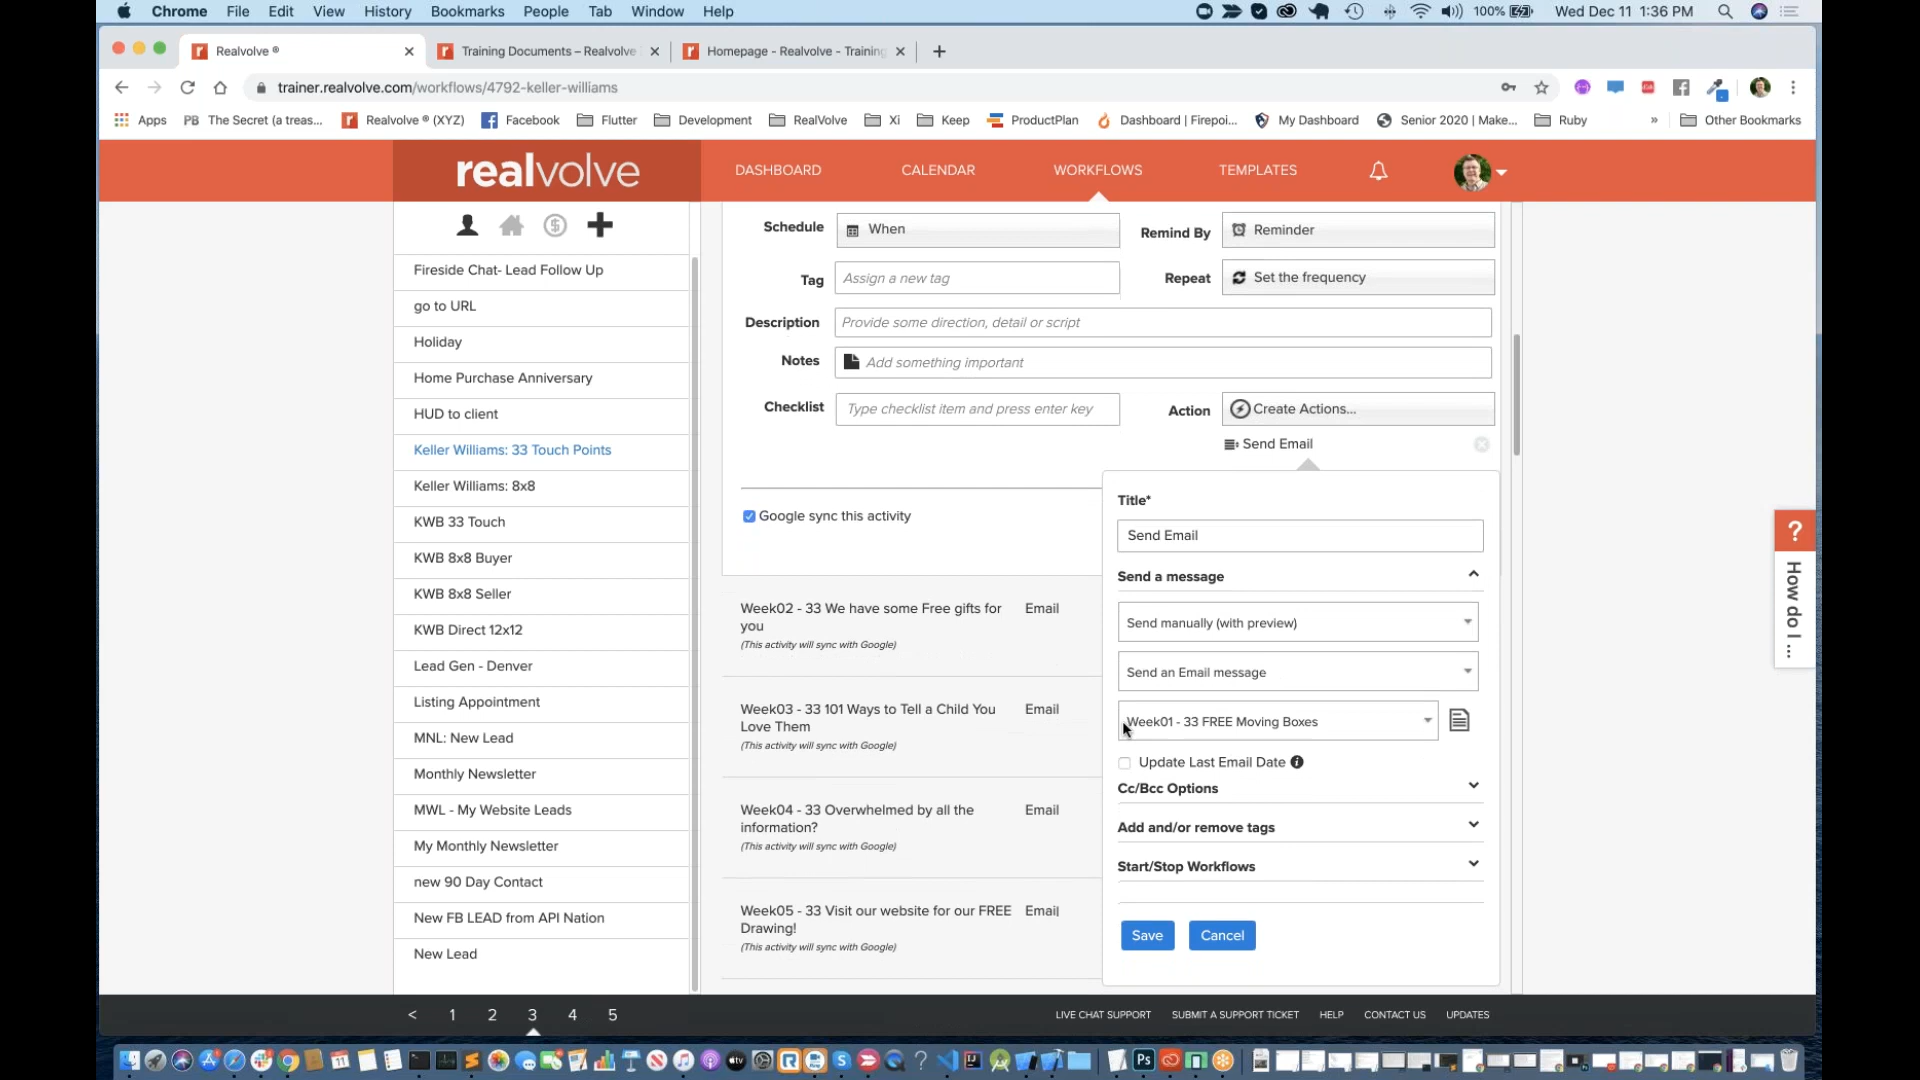 Chrome File Edit View History Bookmarks People Tab Window Help 100% Wed Dec 11 1:36 PM
Realvolve ® Training Documents – Realvolve Homepage - Realvolve - Training
trainer.realvolve.com/workflows/4792-keller-williams
Apps PB The Secret (a treas... Realvolve ® (XYZ) Facebook Flutter Development RealVolve Xi Keep ProductPlan Dashboard | Firepoi... My Dashboard Senior 2020 | Make... Ruby » Other Bookmarks
realvolve DASHBOARD CALENDAR WORKFLOWS TEMPLATES
Fireside Chat- Lead Follow Up
go to URL
Holiday
Home Purchase Anniversary
HUD to client
Keller Williams: 33 Touch Points
Keller Williams: 8x8
KWB 33 Touch
KWB 8x8 Buyer
KWB 8x8 Seller
KWB Direct 12x12
Lead Gen - Denver
Listing Appointment
MNL: New Lead
Monthly Newsletter
MWL - My Website Leads
My Monthly Newsletter
new 90 Day Contact
New FB LEAD from API Nation
New Lead
Schedule When Remind By Reminder
Tag Assign a new tag Repeat Set the frequency
Description Provide some direction, detail or script
Notes Add something important
Checklist Type checklist item and press enter key Action Create Actions...
Send Email
Google sync this activity
Week02 - 33 We have some Free gifts for Email
you
(This activity will sync with Google)
Week03 - 33 101 Ways to Tell a Child You Email
Love Them
(This activity will sync with Google)
Week04 - 33 Overwhelmed by all the Email
information?
(This activity will sync with Google)
Week05 - 33 Visit our website for our FREE Email
Drawing!
(This activity will sync with Google)
Title*
Send Email
Send a message
Send manually (with preview)
Send an Email message
Week01 - 33 FREE Moving Boxes
Update Last Email Date
Cc/Bcc Options
Add and/or remove tags
Start/Stop Workflows
Save Cancel
? How do I ...
< 1 2 3 4 5 LIVE CHAT SUPPORT SUBMIT A SUPPORT TICKET HELP CONTACT US UPDATES